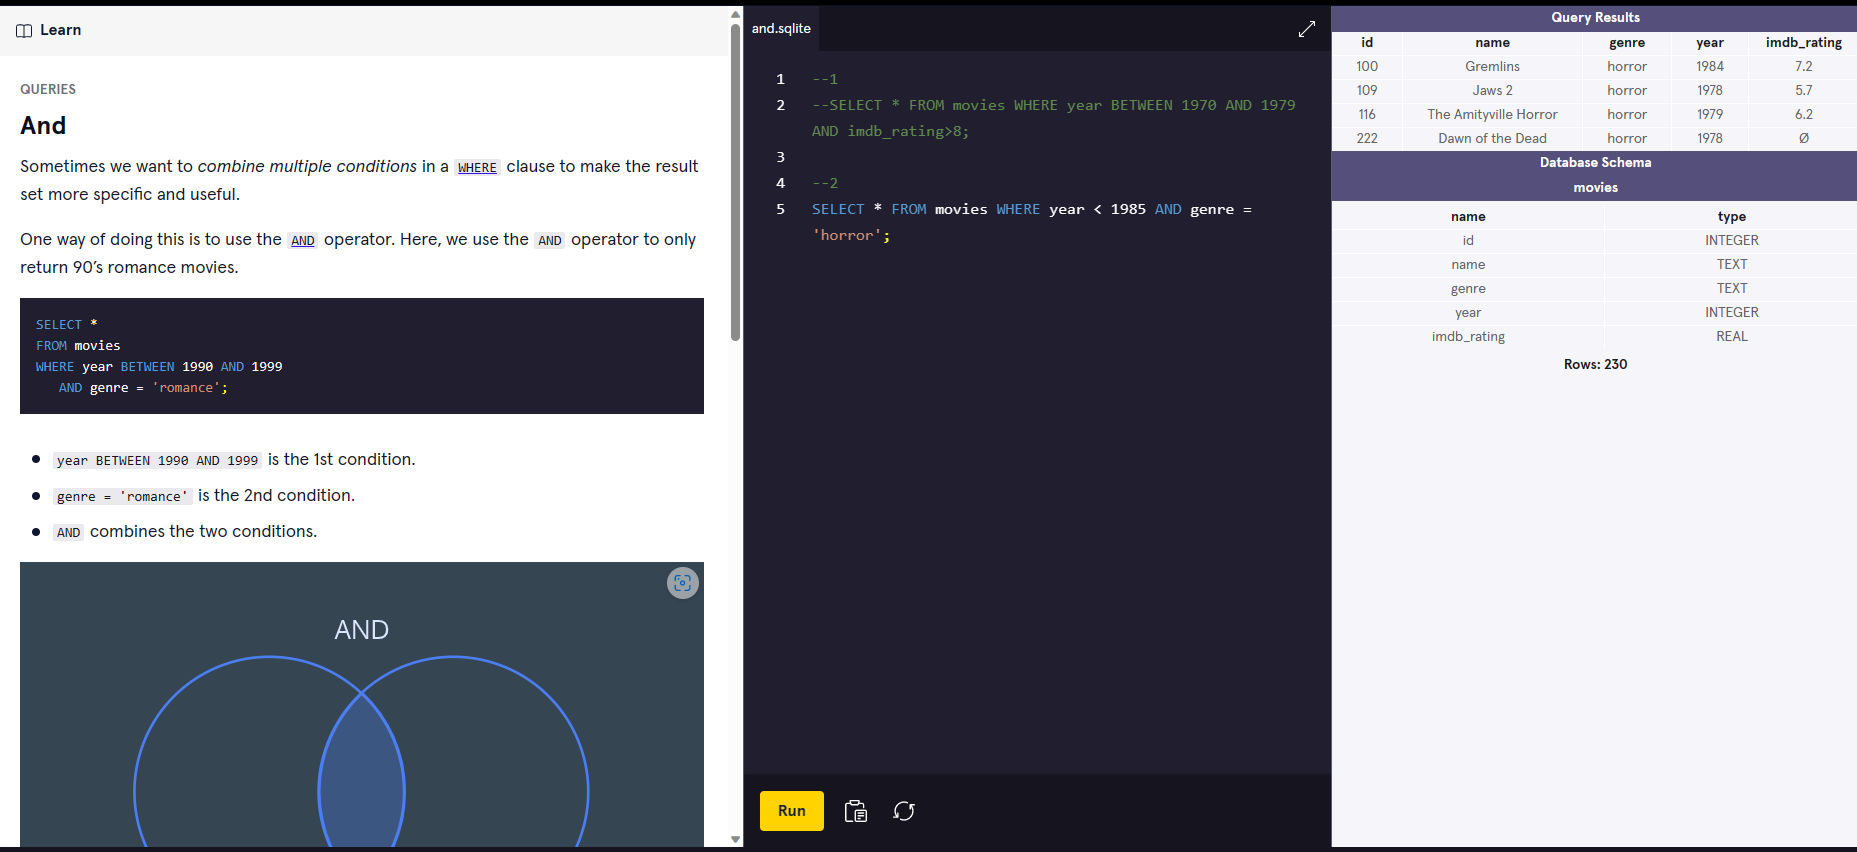 Learn
QUERIES
And
Sometimes we want to combine multiple conditions in a WHERE clause to make the result
set more specific and useful.
One way of doing this is to use the AND operator. Here, we use the AND operator to only
return 90’s romance movies.
SELECT *
FROM movies
WHERE year BETWEEN 1990 AND 1999
AND genre = 'romance';
year BETWEEN 1990 AND 1999 is the 1st condition.
genre = 'romance' is the 2nd condition.
AND combines the two conditions.
AND
and.sqlite
1 --1
2 --SELECT * FROM movies WHERE year BETWEEN 1970 AND 1979
AND imdb_rating>8;
3
4 --2
5 SELECT * FROM movies WHERE year < 1985 AND genre =
'horror';
Run
Query Results
id name genre year imdb_rating
100 Gremlins horror 1984 7.2
109 Jaws 2 horror 1978 5.7
116 The Amityville Horror horror 1979 6.2
222 Dawn of the Dead horror 1978 Ø
Database Schema
movies
name type
id INTEGER
name TEXT
genre TEXT
year INTEGER
imdb_rating REAL
Rows: 230